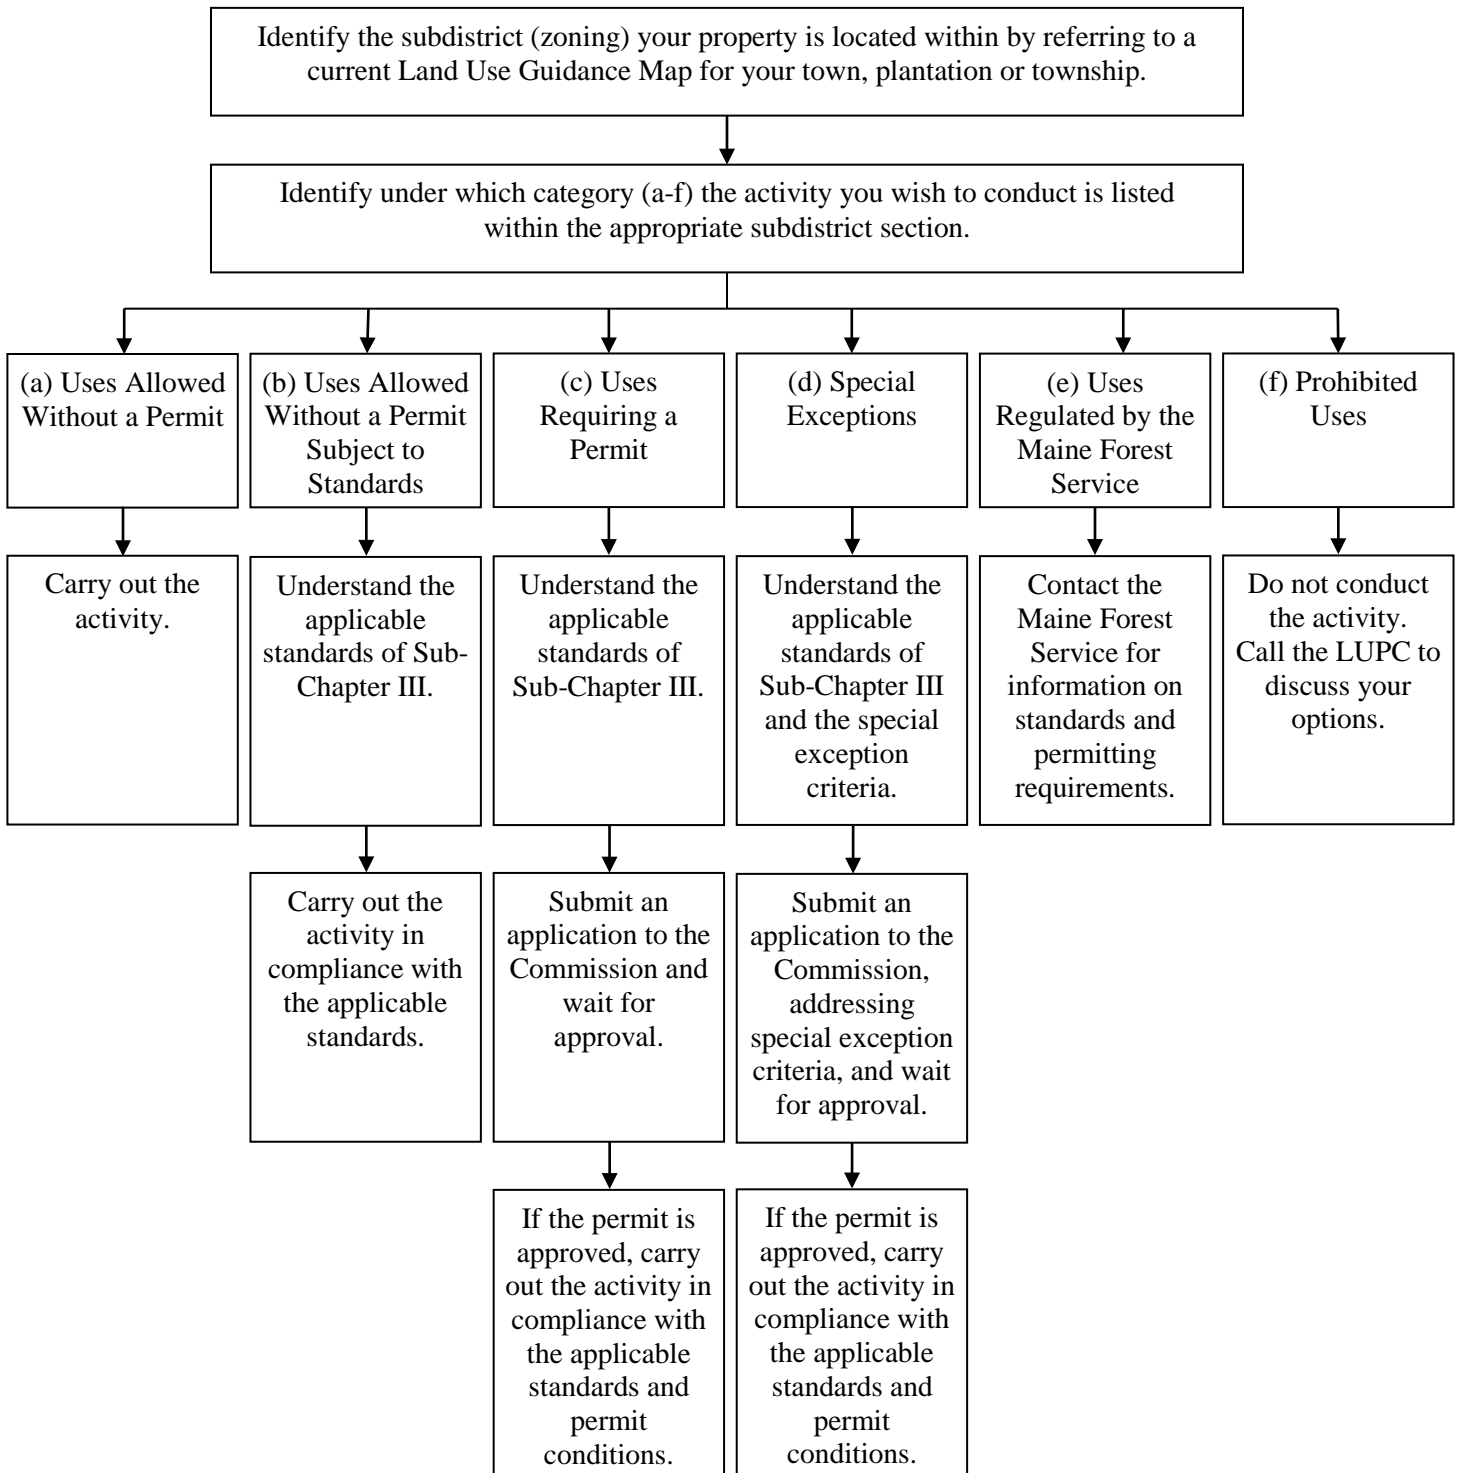 Identify the subdistrict (zoning) your property is located within by referring to a
current Land Use Guidance Map for your town, plantation or township.
Identify under which category (a-f) the activity you wish to conduct is listed
within the appropriate subdistrict section.
(a) Uses Allowed
Without a Permit
(b) Uses Allowed
Without a Permit
Subject to
Standards
(c) Uses
Requiring a
Permit
(d) Special
Exceptions
(e) Uses
Regulated by the
Maine Forest
Service
(f) Prohibited
Uses
Carry out the
activity.
Understand the
applicable
standards of Sub-
Chapter III.
Understand the
applicable
standards of
Sub-Chapter III.
Understand the
applicable
standards of
Sub-Chapter III
and the special
exception
criteria.
Contact the
Maine Forest
Service for
information on
standards and
permitting
requirements.
Do not conduct
the activity.
Call the LUPC to
discuss your
options.
Carry out the
activity in
compliance with
the applicable
standards.
Submit an
application to the
Commission and
wait for
approval.
Submit an
application to the
Commission,
addressing
special exception
criteria, and wait
for approval.
If the permit is
approved, carry
out the activity in
compliance with
the applicable
standards and
permit
conditions.
If the permit is
approved, carry
out the activity in
compliance with
the applicable
standards and
permit
conditions.